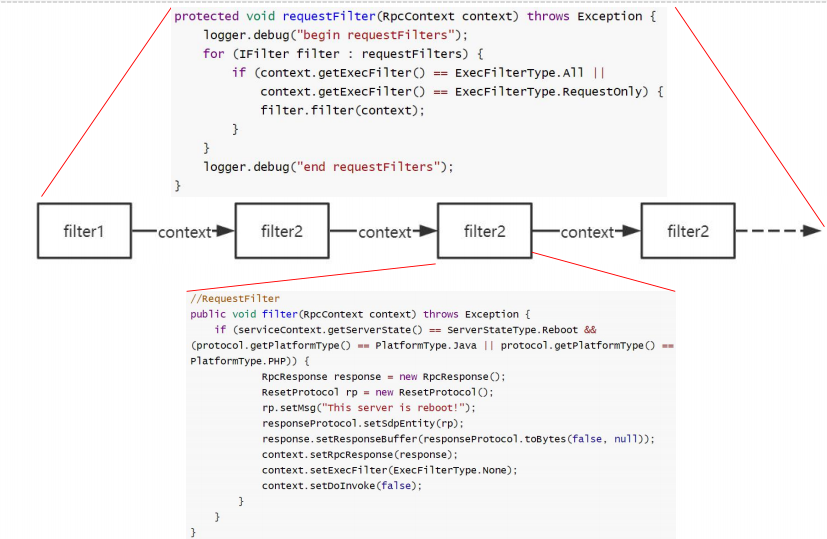 protected void requestFilter(RpcContext context) throws Exception {
    logger.debug("begin requestFilters");
    for (IFilter filter : requestFilters) {
        if (context.getExecFilter() == ExecFilterType.All ||
            context.getExecFilter() == ExecFilterType.RequestOnly) {
            filter.filter(context);
        }
    }
    logger.debug("end requestFilters");
}
filter1 context filter2 context filter2 context filter2
//RequestFilter
public void filter(RpcContext context) throws Exception {
    if (serviceContext.getServerState() == ServerStateType.Reboot &&
(protocol.getPlatformType() == PlatformType.Java || protocol.getPlatformType() ==
PlatformType.PHP)) {
            RpcResponse response = new RpcResponse();
            ResetProtocol rp = new ResetProtocol();
            rp.setMsg("This server is reboot!");
            responseProtocol.setSdpEntity(rp);
            response.setResponseBuffer(responseProtocol.toBytes(false, null));
            context.setRpcResponse(response);
            context.setExecFilter(ExecFilterType.None);
            context.setDoInvoke(false);
        }
    }
}